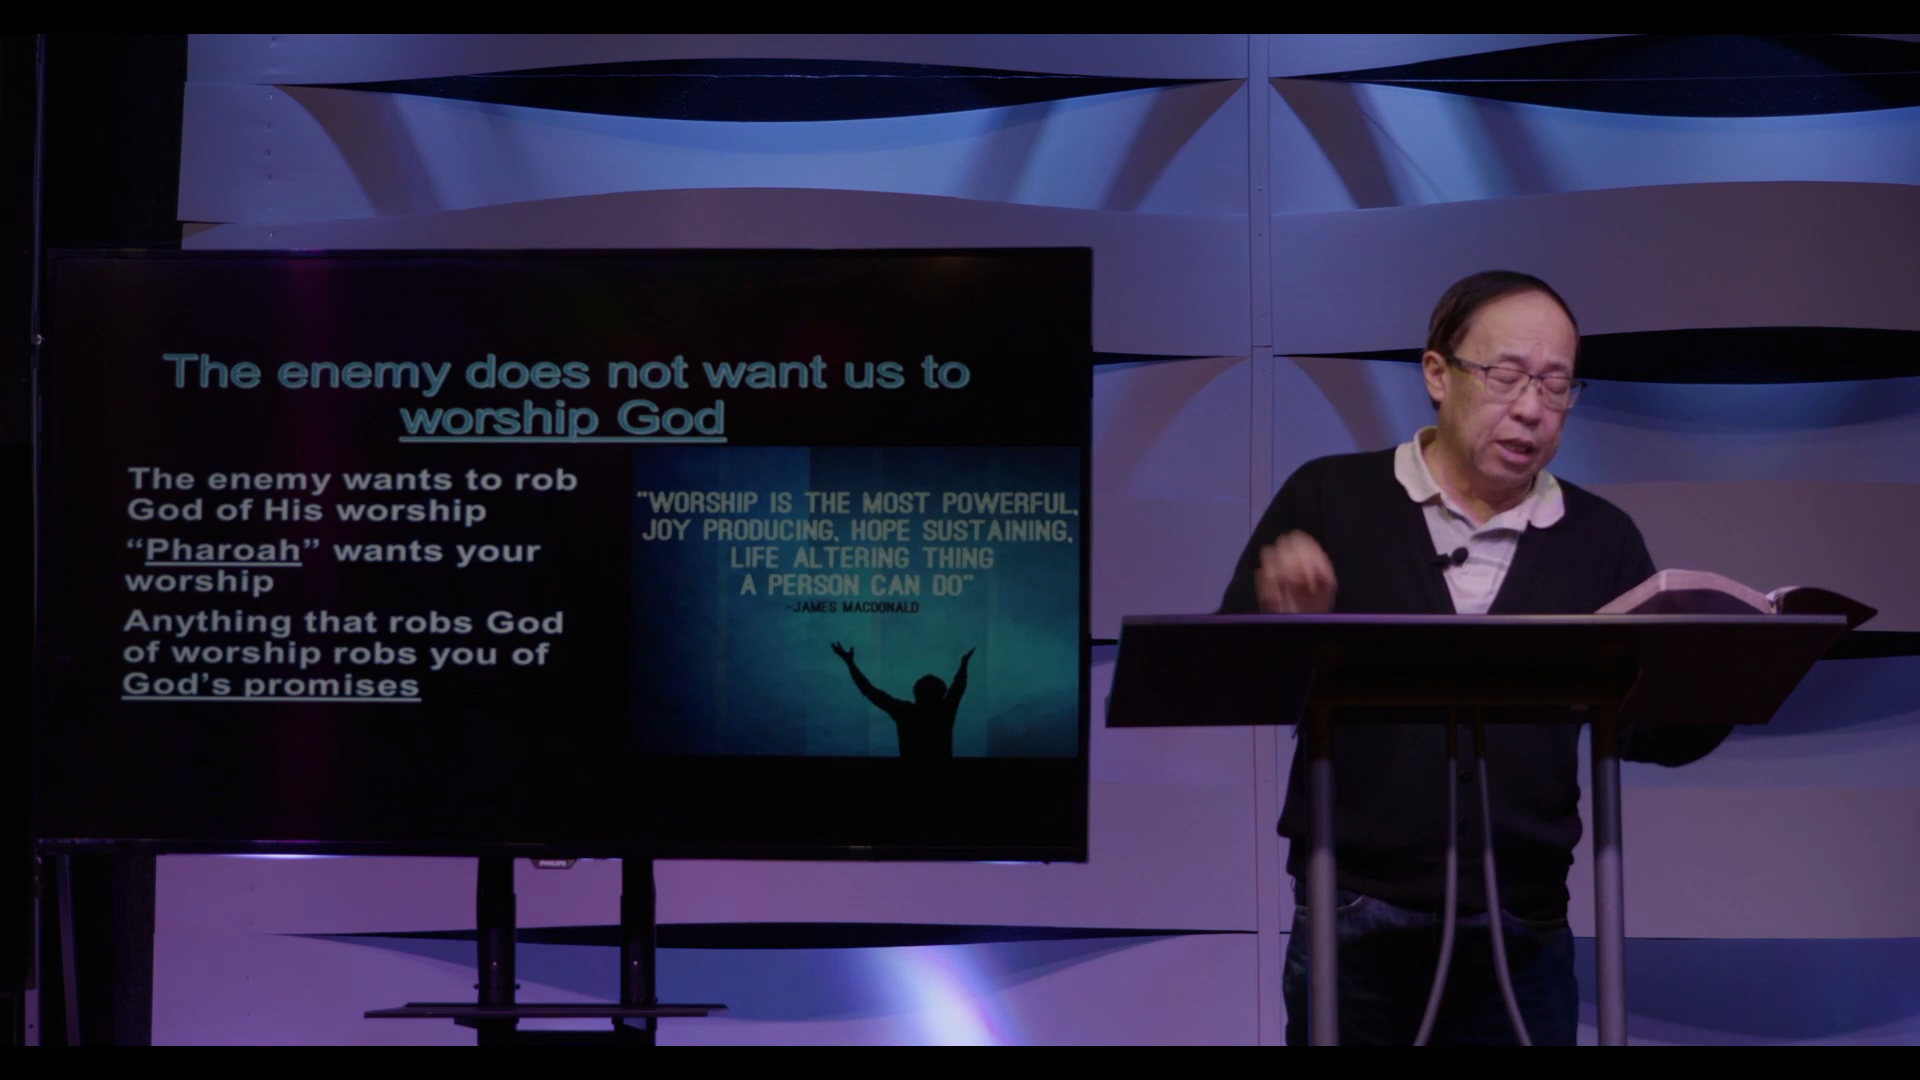 The enemy does not want us to
worship God
The enemy wants to rob
God of His worship
“Pharoah” wants your
worship
Anything that robs God
of worship robs you of
God’s promises
"WORSHIP IS THE MOST POWERFUL,
JOY PRODUCING, HOPE SUSTAINING,
LIFE ALTERING THING
A PERSON CAN DO"
-JAMES MACDONALD
PHILIPS